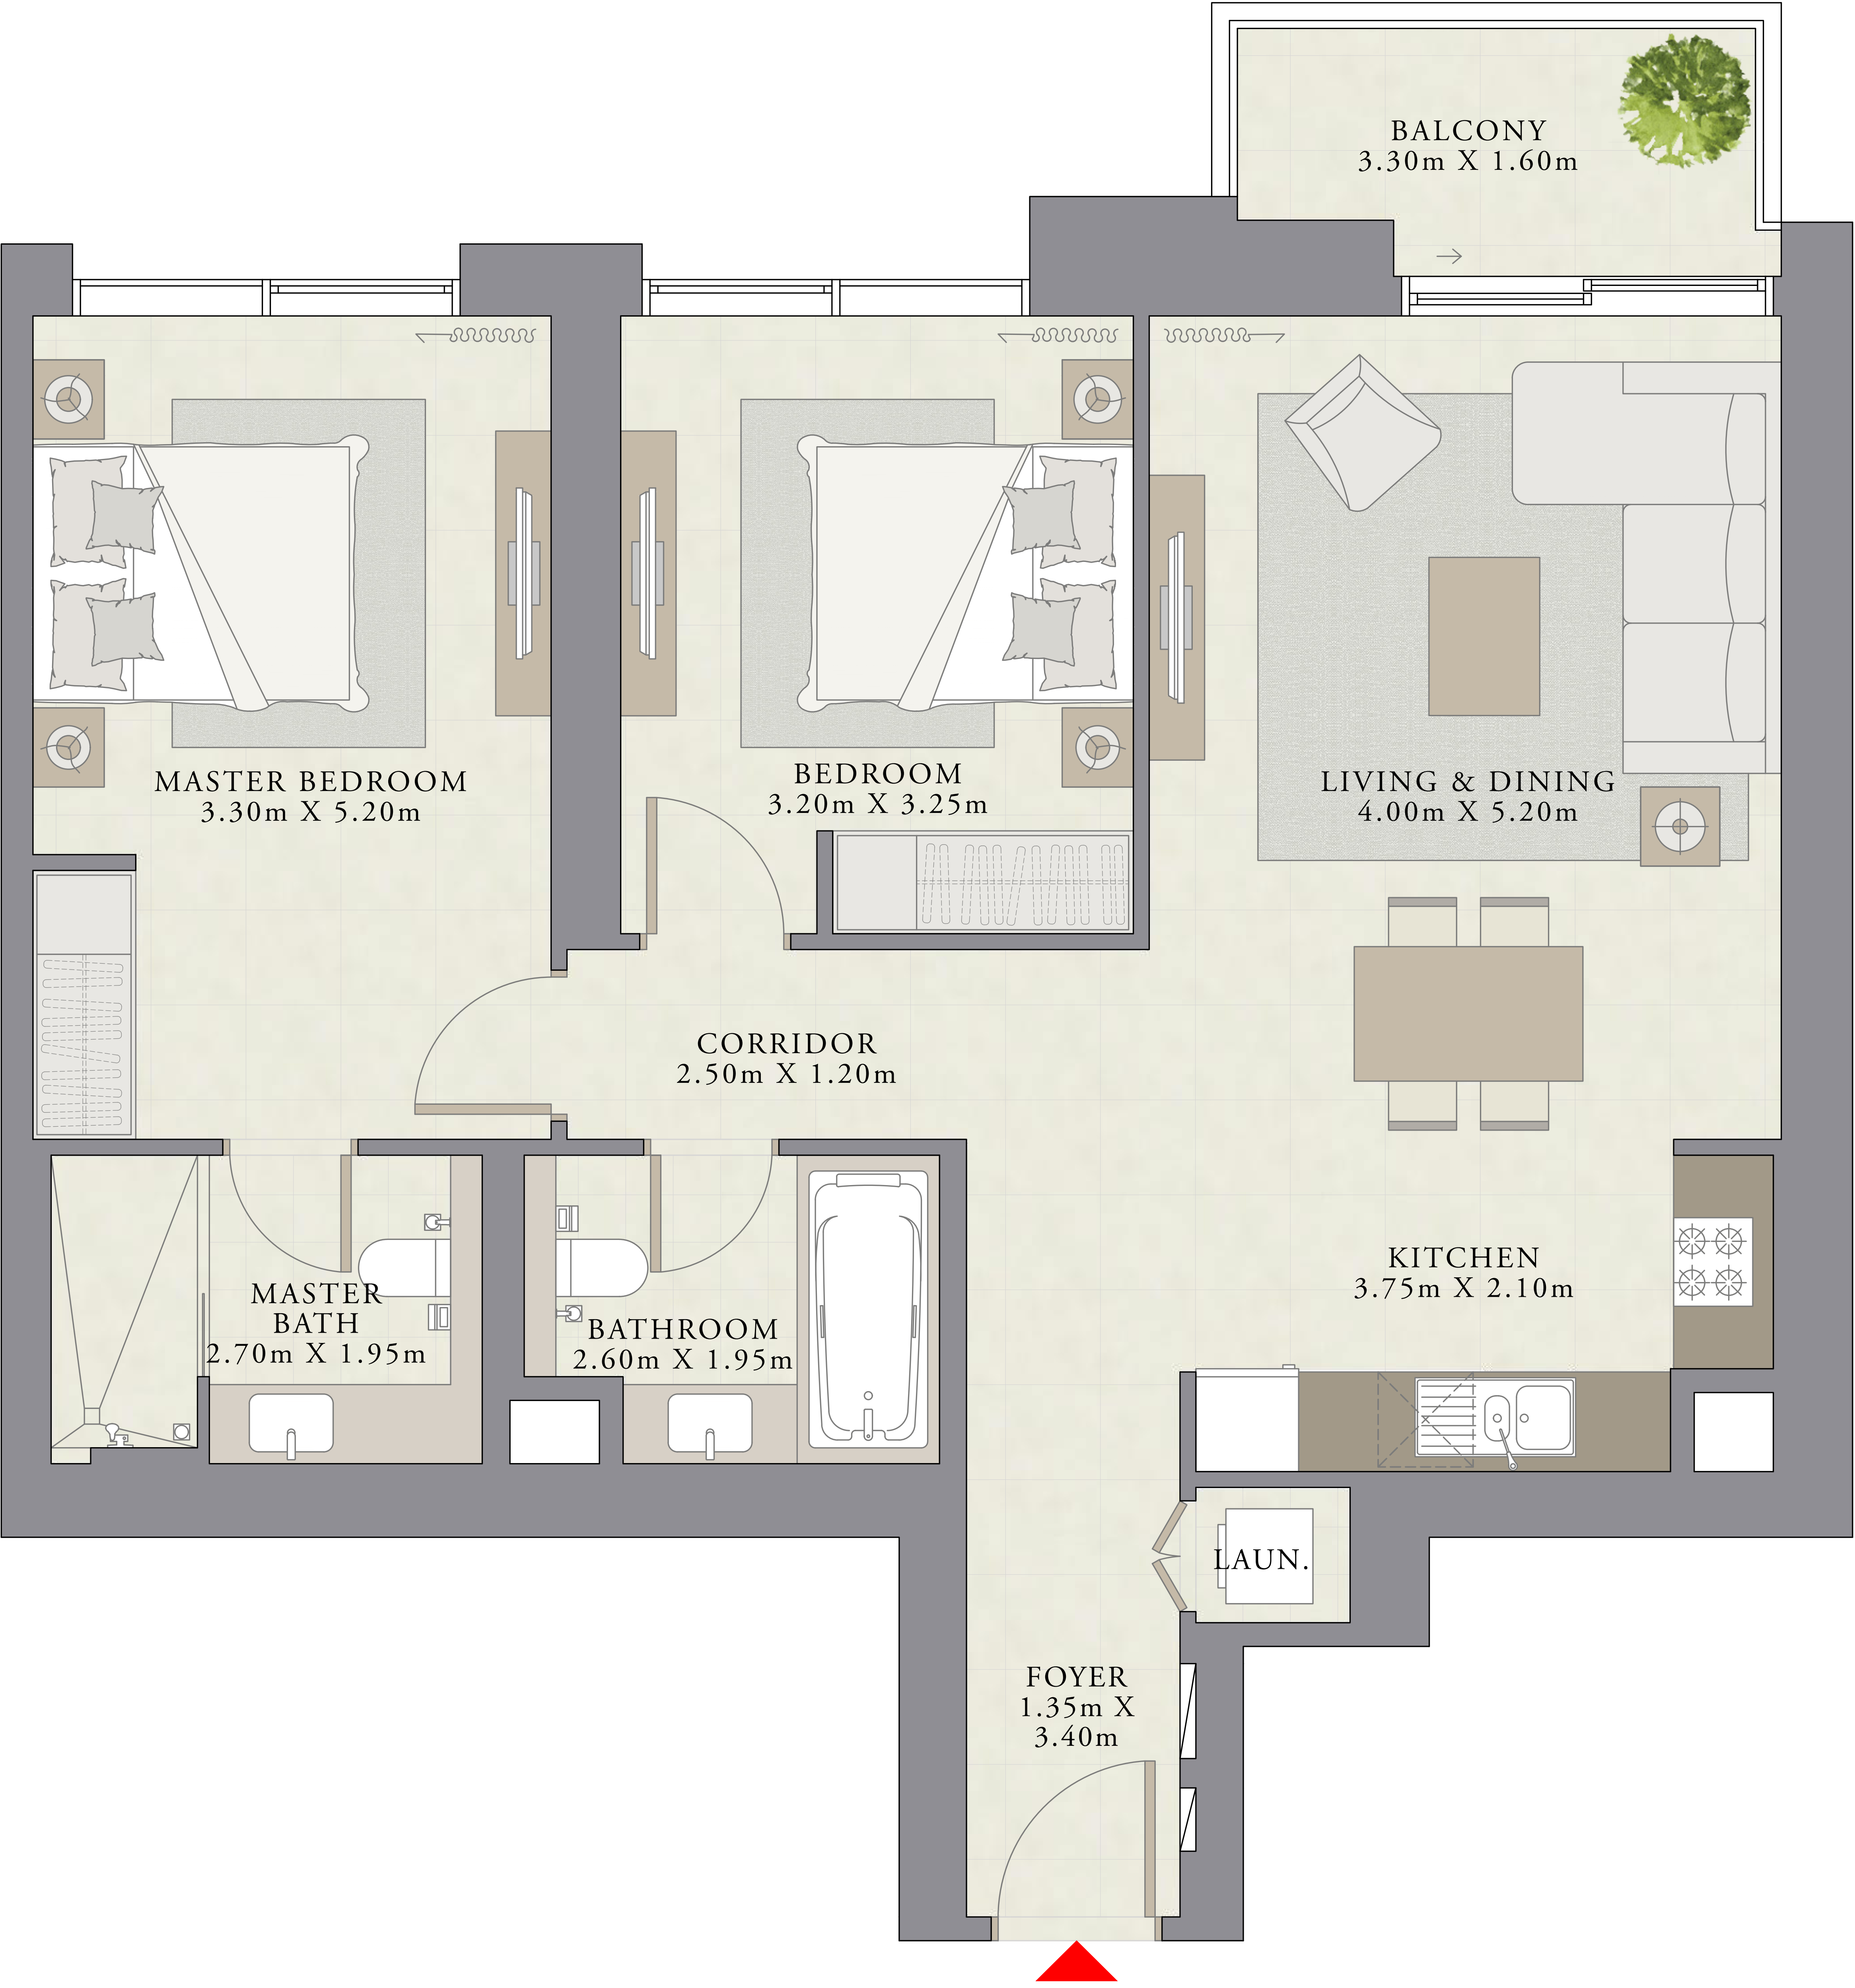 BALCONY
3.30m X 1.60m
MASTER BEDROOM
3.30m X 5.20m
BEDROOM
3.20m X 3.25m
LIVING & DINING
4.00m X 5.20m
CORRIDOR
2.50m X 1.20m
KITCHEN
3.75m X 2.10m
MASTER
BATH
2.70m X 1.95m
BATHROOM
2.60m X 1.95m
LAUN.
FOYER
1.35m X
3.40m